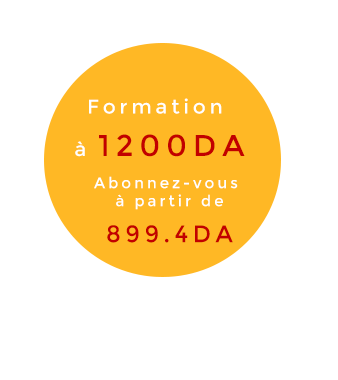 Formation
à 1200DA
Abonnez-vous
à partir de
899.4DA